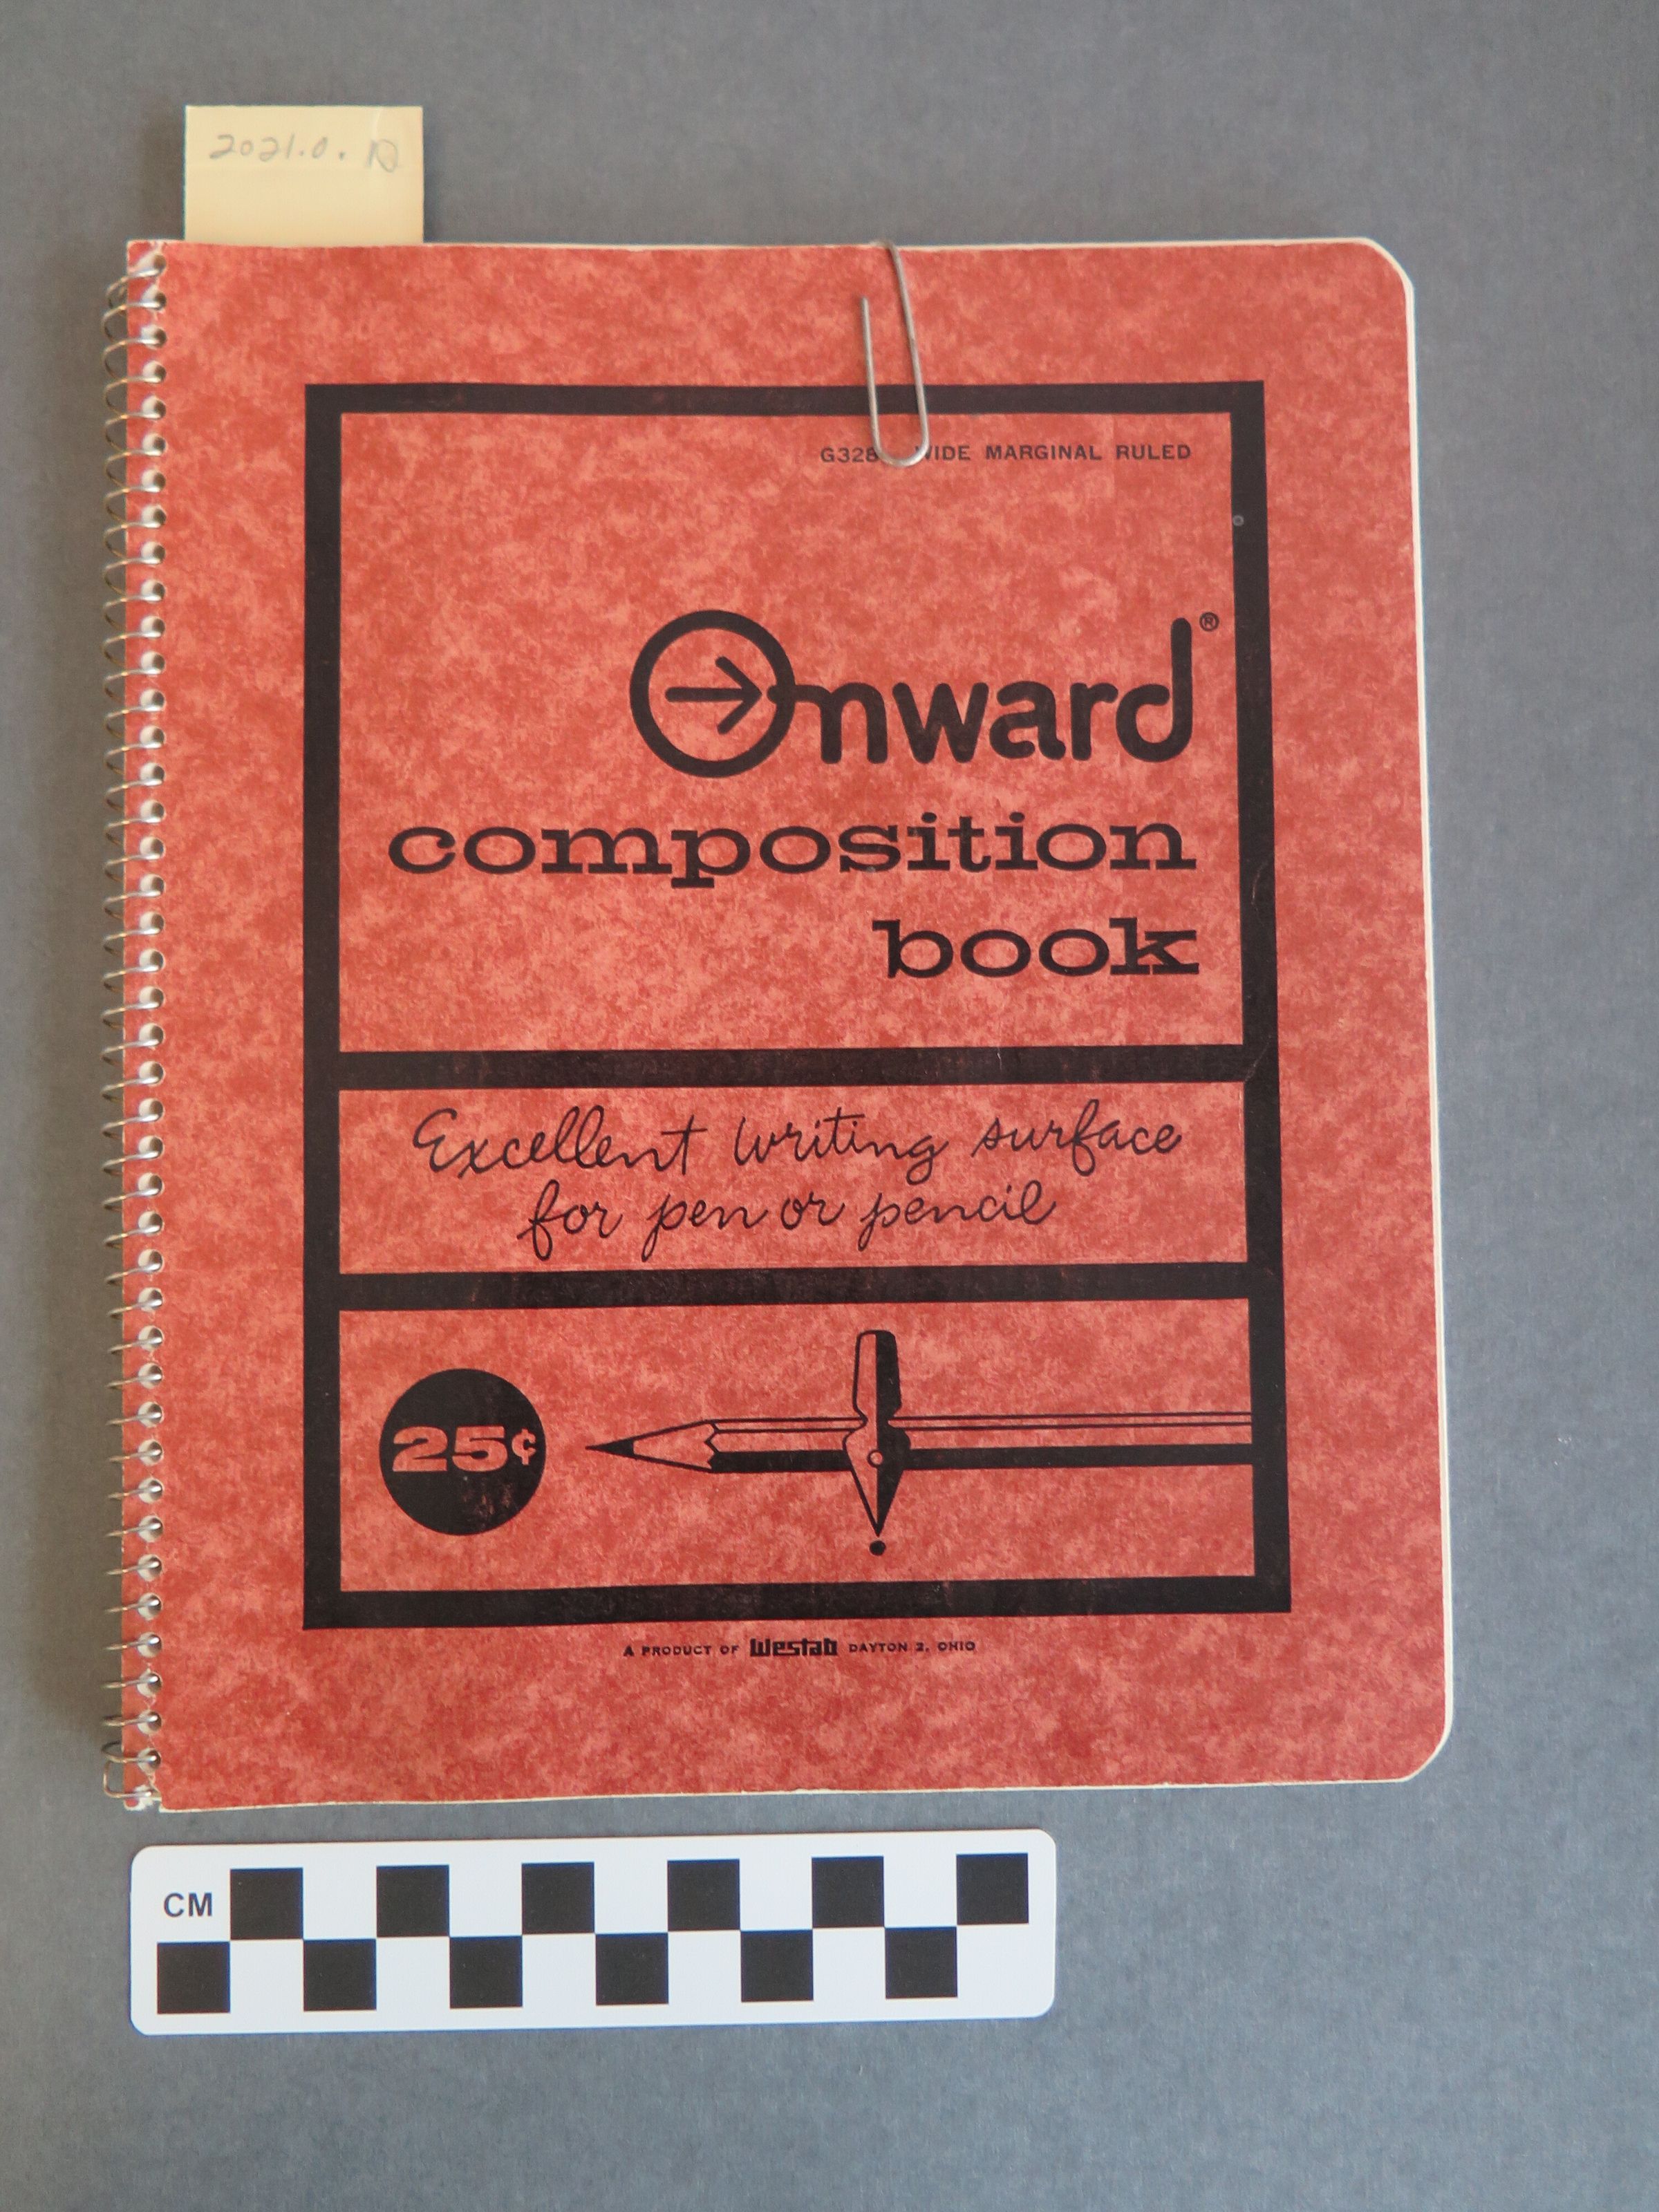 2021.0.
G328 WIDE MARGINAL RULED
Onward®
composition
book
Excellent writing surface
for pen or pencil
25¢
A PRODUCT OF Westab DAYTON 2, OHIO
CM